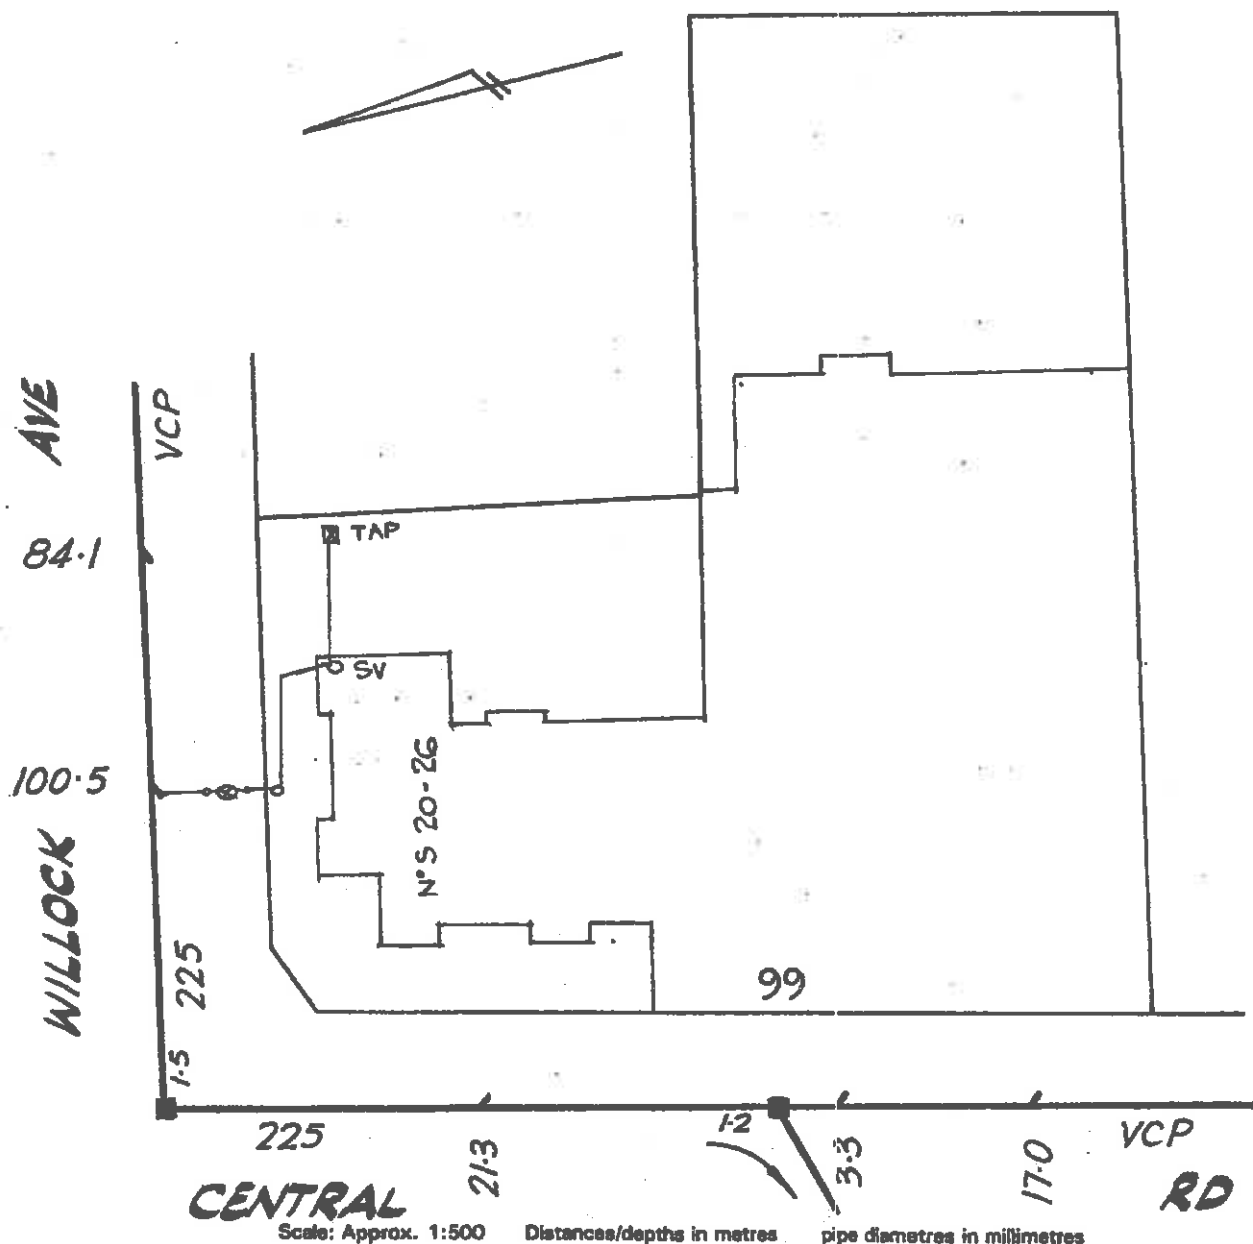 AVE
VCP
84.1
TAP
SV
100.5
N°S 20-26
WILLOCK
225
99
1.5
225
21.3
1.2
3.3
17.0
VCP
CENTRAL
RD
Scale: Approx. 1:500 Distances/depths in metres pipe diametres in millimetres